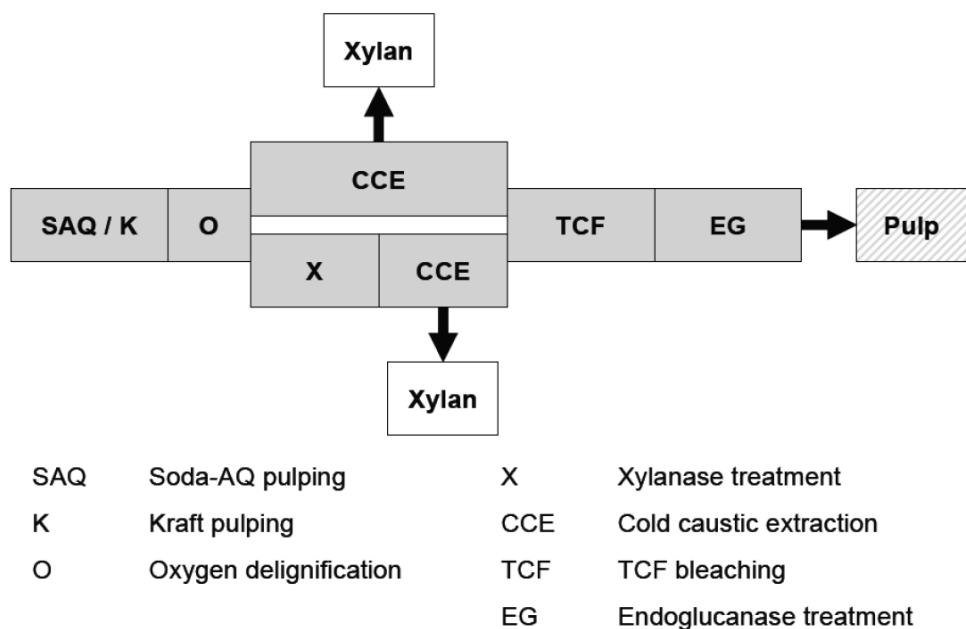 Xylan
CCE
SAQ / K O TCF EG Pulp
X CCE
Xylan
SAQ Soda-AQ pulping X Xylanase treatment
K Kraft pulping CCE Cold caustic extraction
O Oxygen delignification TCF TCF bleaching
EG Endoglucanase treatment